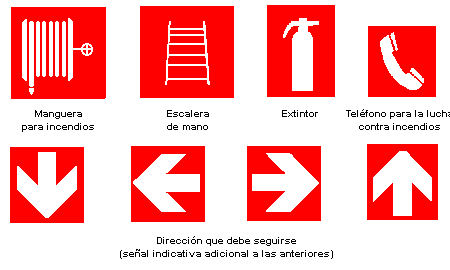 Manguera
para incendios
Escalera
de mano
Extintor
Teléfono para la lucha
contra incendios
Dirección que debe seguirse
(señal indicativa adicional a las anteriores)